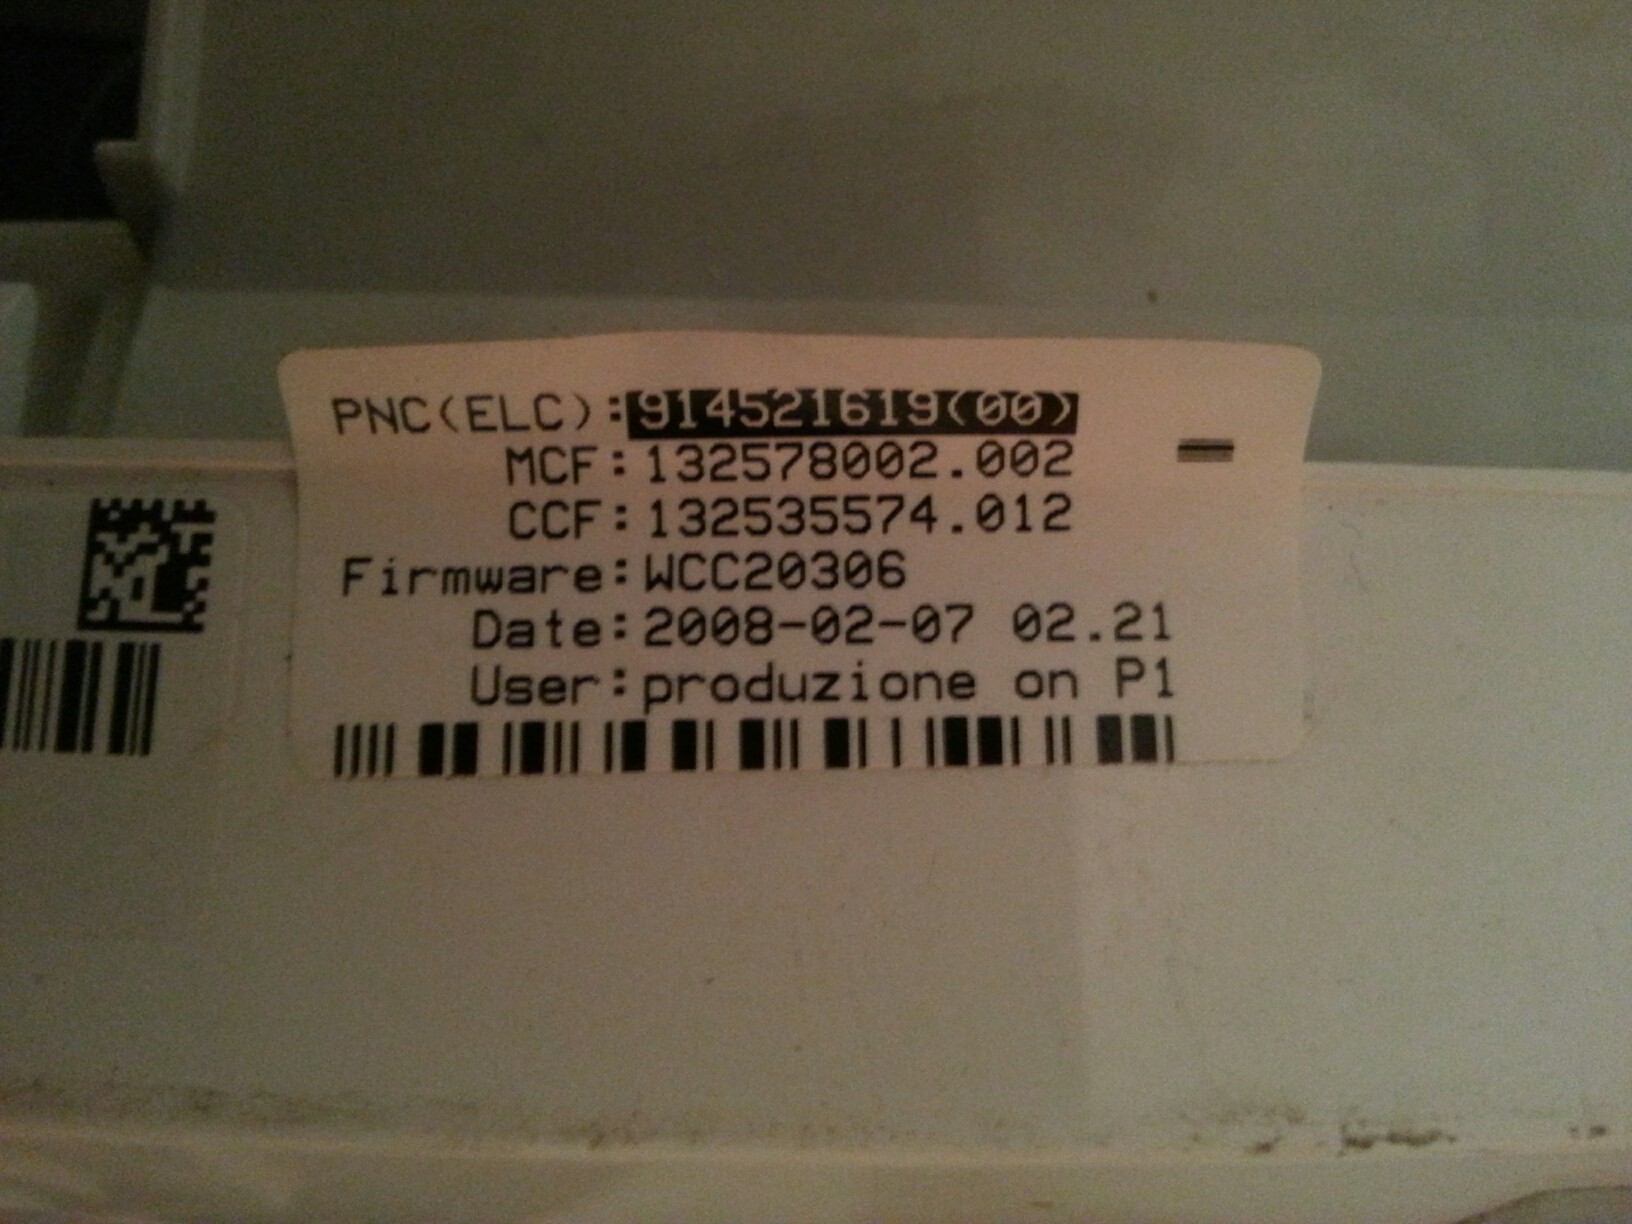 PNC(ELC):914521619(00)
MCF:132578002.002
CCF:132535574.012
Firmware:WCC20306
Date:2008-02-07 02.21
User:produzione on P1